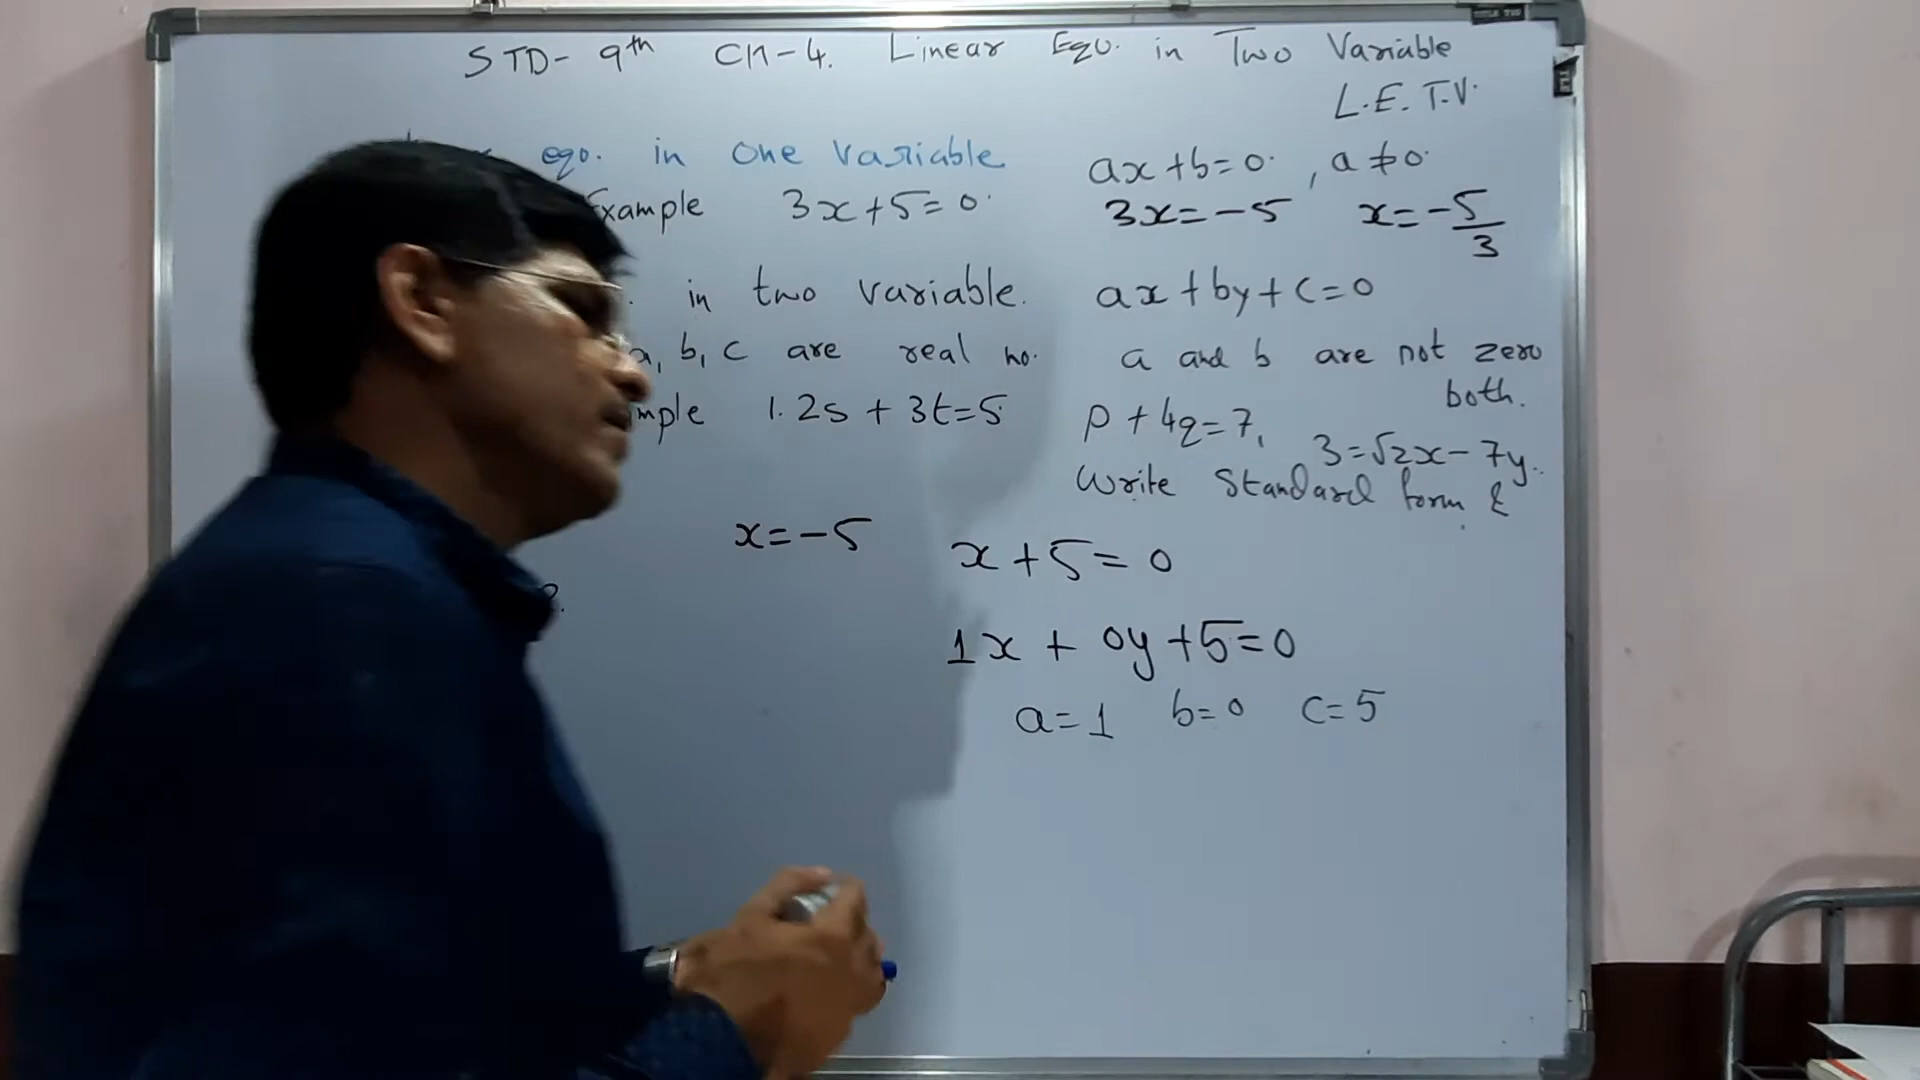 STD- 9th CH-4. Linear Equ. in Two Variable
L.E. T.V.
eqo. in one variable ax+b=0. , a≠0.
Example 3x+5=0. 3x=-5 x=-5/3
in two variable. ax+by+c=0
a, b, c are real no. a and b are not zero both.
mple 1. 2s + 3t=5. p + 4q=7, 3=√2x-7y..
Write Standard form &
x=-5 x+5=0
1x + 0y+5=0
a=1 b=0 c=5